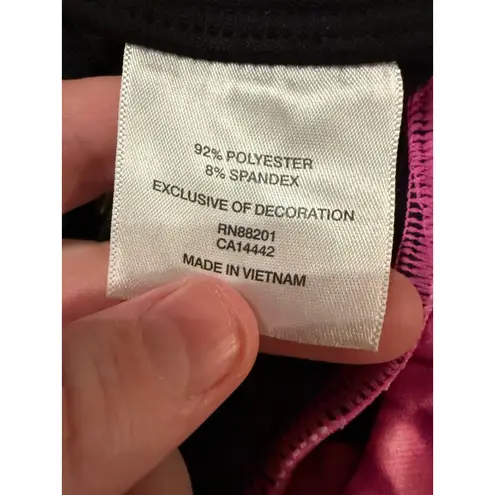 92% POLYESTER
8% SPANDEX
EXCLUSIVE OF DECORATION
RN88201
CA14442
MADE IN VIETNAM